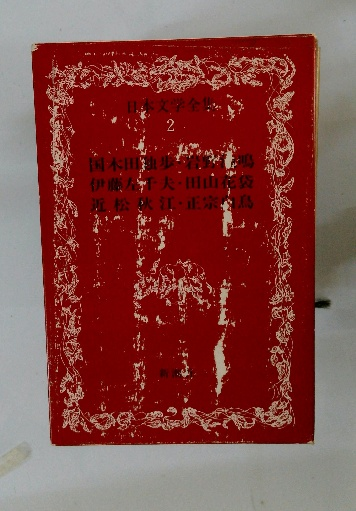 日本文学全集
2
国木田独歩・岩野泡鳴
伊藤左千夫・田山花袋
近松秋江・正宗白鳥
新潮社